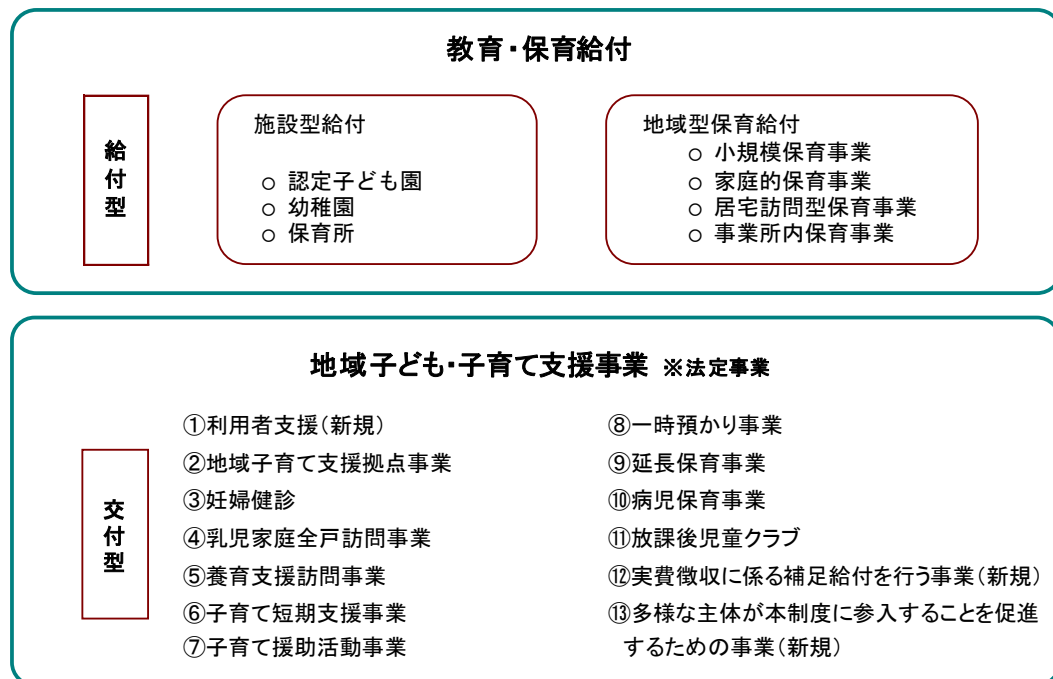 教育・保育給付
給付型
施設型給付
○ 認定子ども園
○ 幼稚園
○ 保育所
地域型保育給付
○ 小規模保育事業
○ 家庭的保育事業
○ 居宅訪問型保育事業
○ 事業所内保育事業
地域子ども・子育て支援事業 ※法定事業
交付型
①利用者支援(新規)
②地域子育て支援拠点事業
③妊婦健診
④乳児家庭全戸訪問事業
⑤養育支援訪問事業
⑥子育て短期支援事業
⑦子育て援助活動事業
⑧一時預かり事業
⑨延長保育事業
⑩病児保育事業
⑪放課後児童クラブ
⑫実費徴収に係る補足給付を行う事業(新規)
⑬多様な主体が本制度に参入することを促進
するための事業(新規)